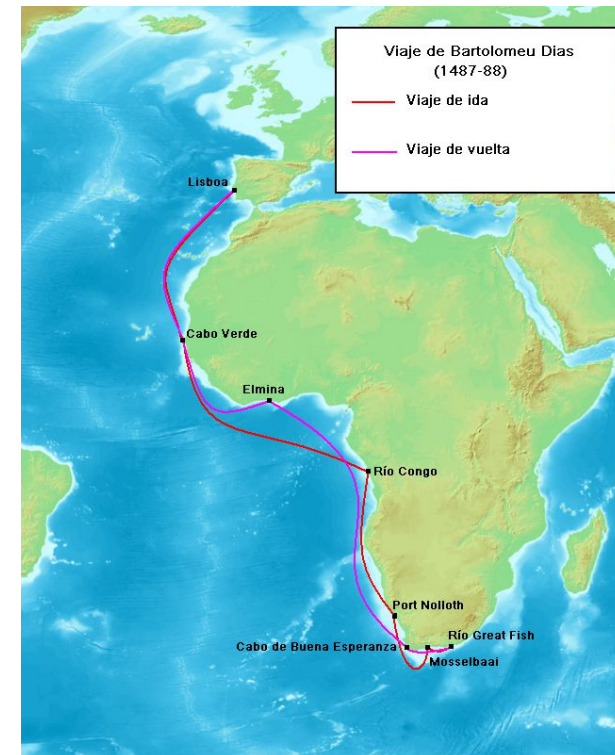 Viaje de Bartolomeu Dias
(1487-88)
Viaje de ida
Viaje de vuelta
Lisboa
Cabo Verde
Elmina
Río Congo
Port Nolloth
Río Great Fish
Cabo de Buena Esperanza
Mosselbaai